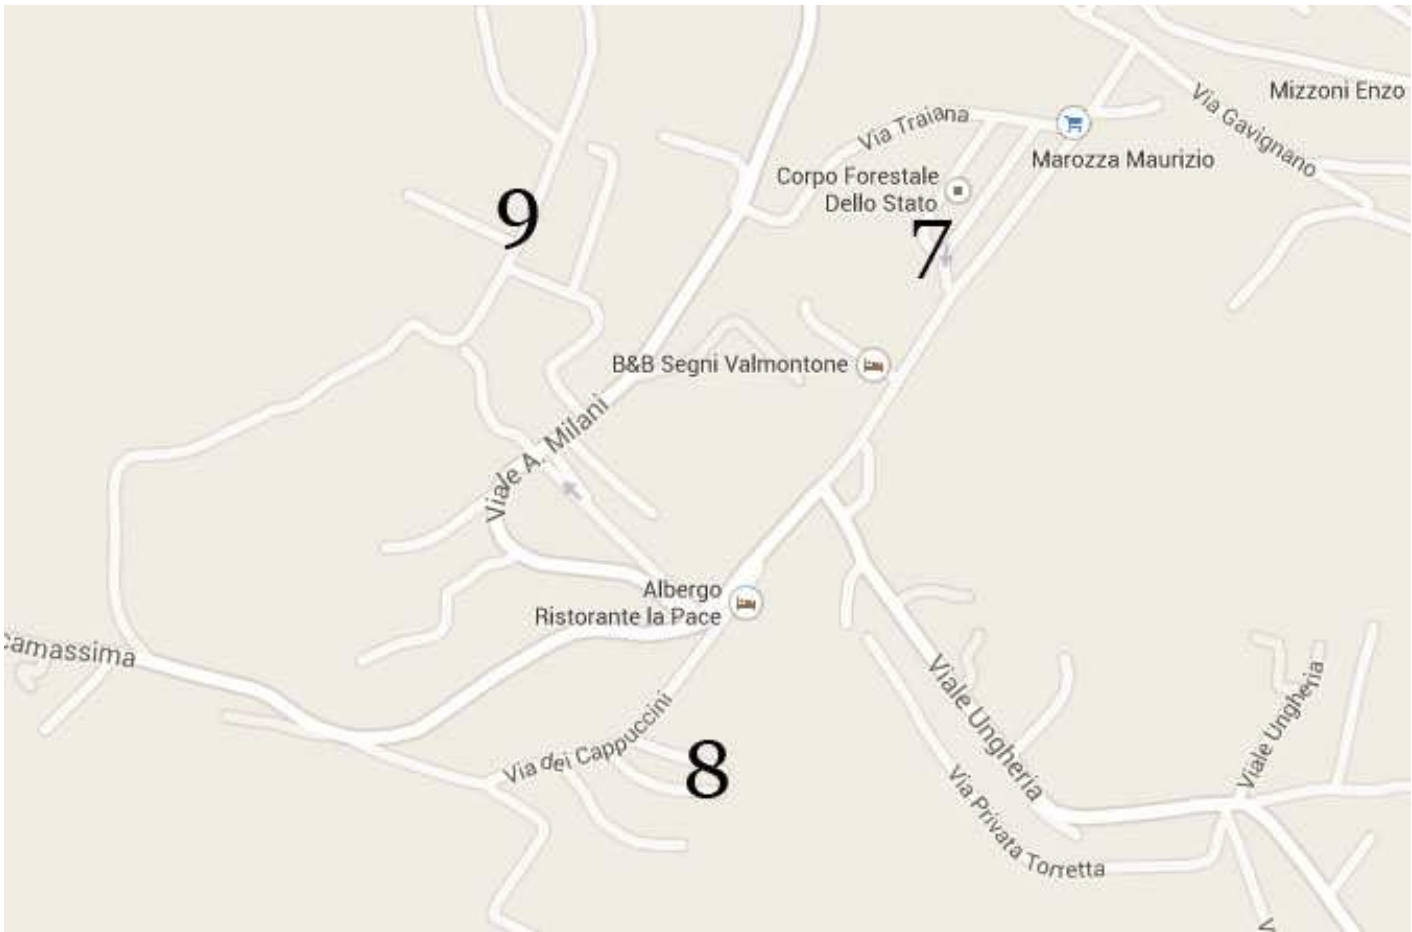 Mizzoni Enzo
Via Gavignano
Via Traiana
Marozza Maurizio
Corpo Forestale
Dello Stato
9
7
B&B Segni Valmontone
Viale A. Milani
Albergo
Ristorante la Pace
camassima
Viale Ungheria
Viale Ungheria
Via dei Cappuccini
8
Via Privata Torretta
V